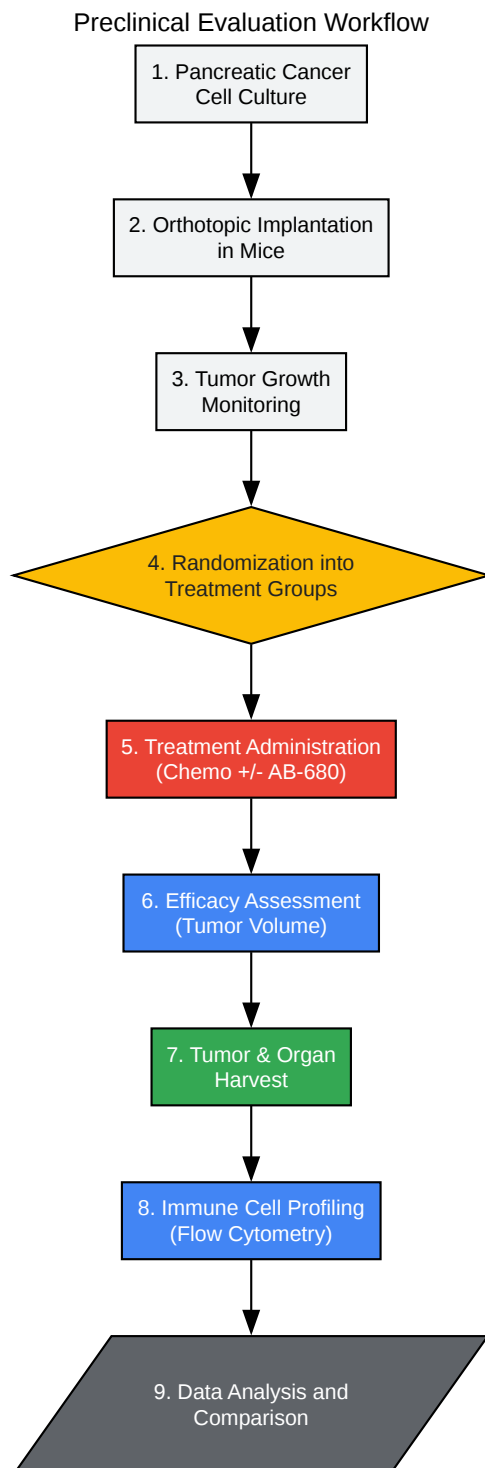 Preclinical Evaluation Workflow
1. Pancreatic Cancer
Cell Culture
2. Orthotopic Implantation
in Mice
3. Tumor Growth
Monitoring
4. Randomization into
Treatment Groups
5. Treatment Administration
(Chemo +/- AB-680)
6. Efficacy Assessment
(Tumor Volume)
7. Tumor & Organ
Harvest
8. Immune Cell Profiling
(Flow Cytometry)
9. Data Analysis and
Comparison